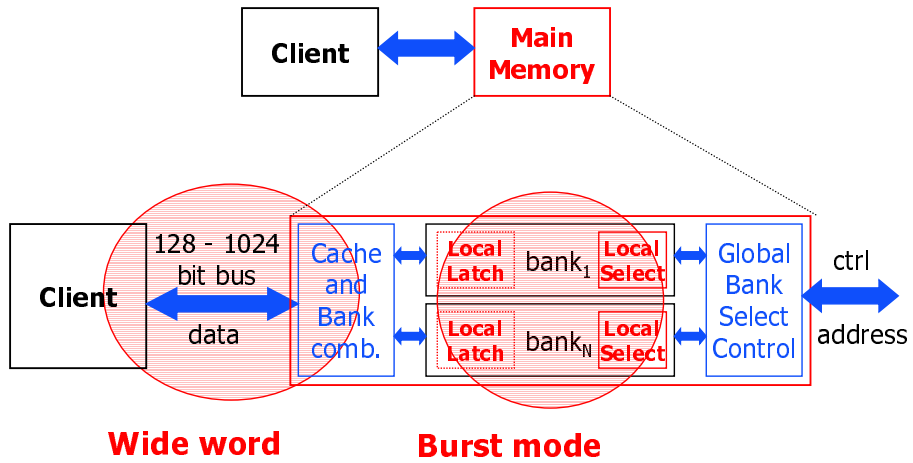 Client
Main
Memory
Client
128 - 1024
bit bus
data
Cache
and
Bank
comb.
Local
Latch
bank1
Local
Select
Local
Latch
bankN
Local
Select
Global
Bank
Select
Control
ctrl
address
Wide word
Burst mode